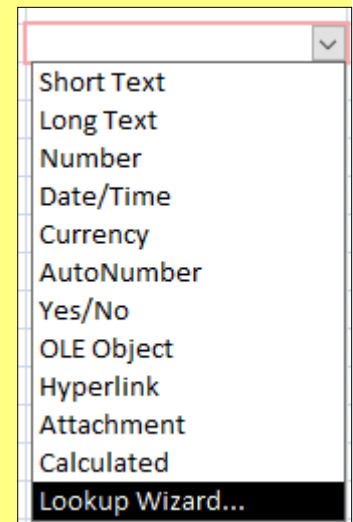 Short Text
Long Text
Number
Date/Time
Currency
AutoNumber
Yes/No
OLE Object
Hyperlink
Attachment
Calculated
Lookup Wizard...